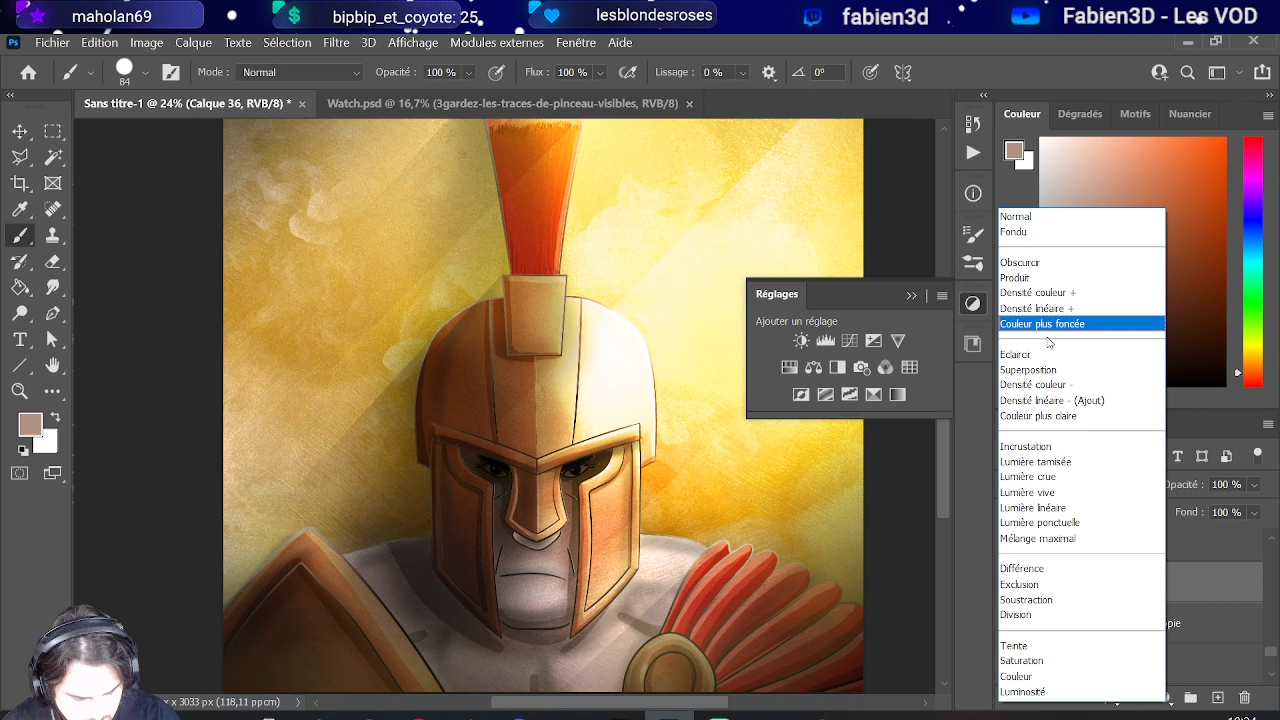 maholan69
bipbip_et_coyote: 25
lesblondesroses
fabien3d
Fabien3D - Les VOD
Ps Fichier Edition Image Calque Texte Sélection Filtre 3D Affichage Modules externes Fenêtre Aide
84
Mode : Normal
Opacité : 100 %
Flux : 100 %
Lissage : 0 %
0°
Sans titre-1 @ 24% (Calque 36, RVB/8) *
Watch.psd @ 16,7% (3gardez-les-traces-de-pinceau-visibles, RVB/8)
Couleur Dégradés Motifs Nuancier
Normal
Fondu
Obscurcir
Produit
Densité couleur +
Densité linéaire +
Couleur plus foncée
Eclaircir
Superposition
Densité couleur -
Densité linéaire - (Ajout)
Couleur plus claire
Incrustation
Lumière tamisée
Lumière crue
Lumière vive
Lumière linéaire
Lumière ponctuelle
Mélange maximal
Différence
Exclusion
Soustraction
Division
Teinte
Saturation
Couleur
Luminosité
Réglages
Ajouter un réglage
Opacité : 100 %
Fond : 100 %
opie
x 3033 px (118,11 ppcm)